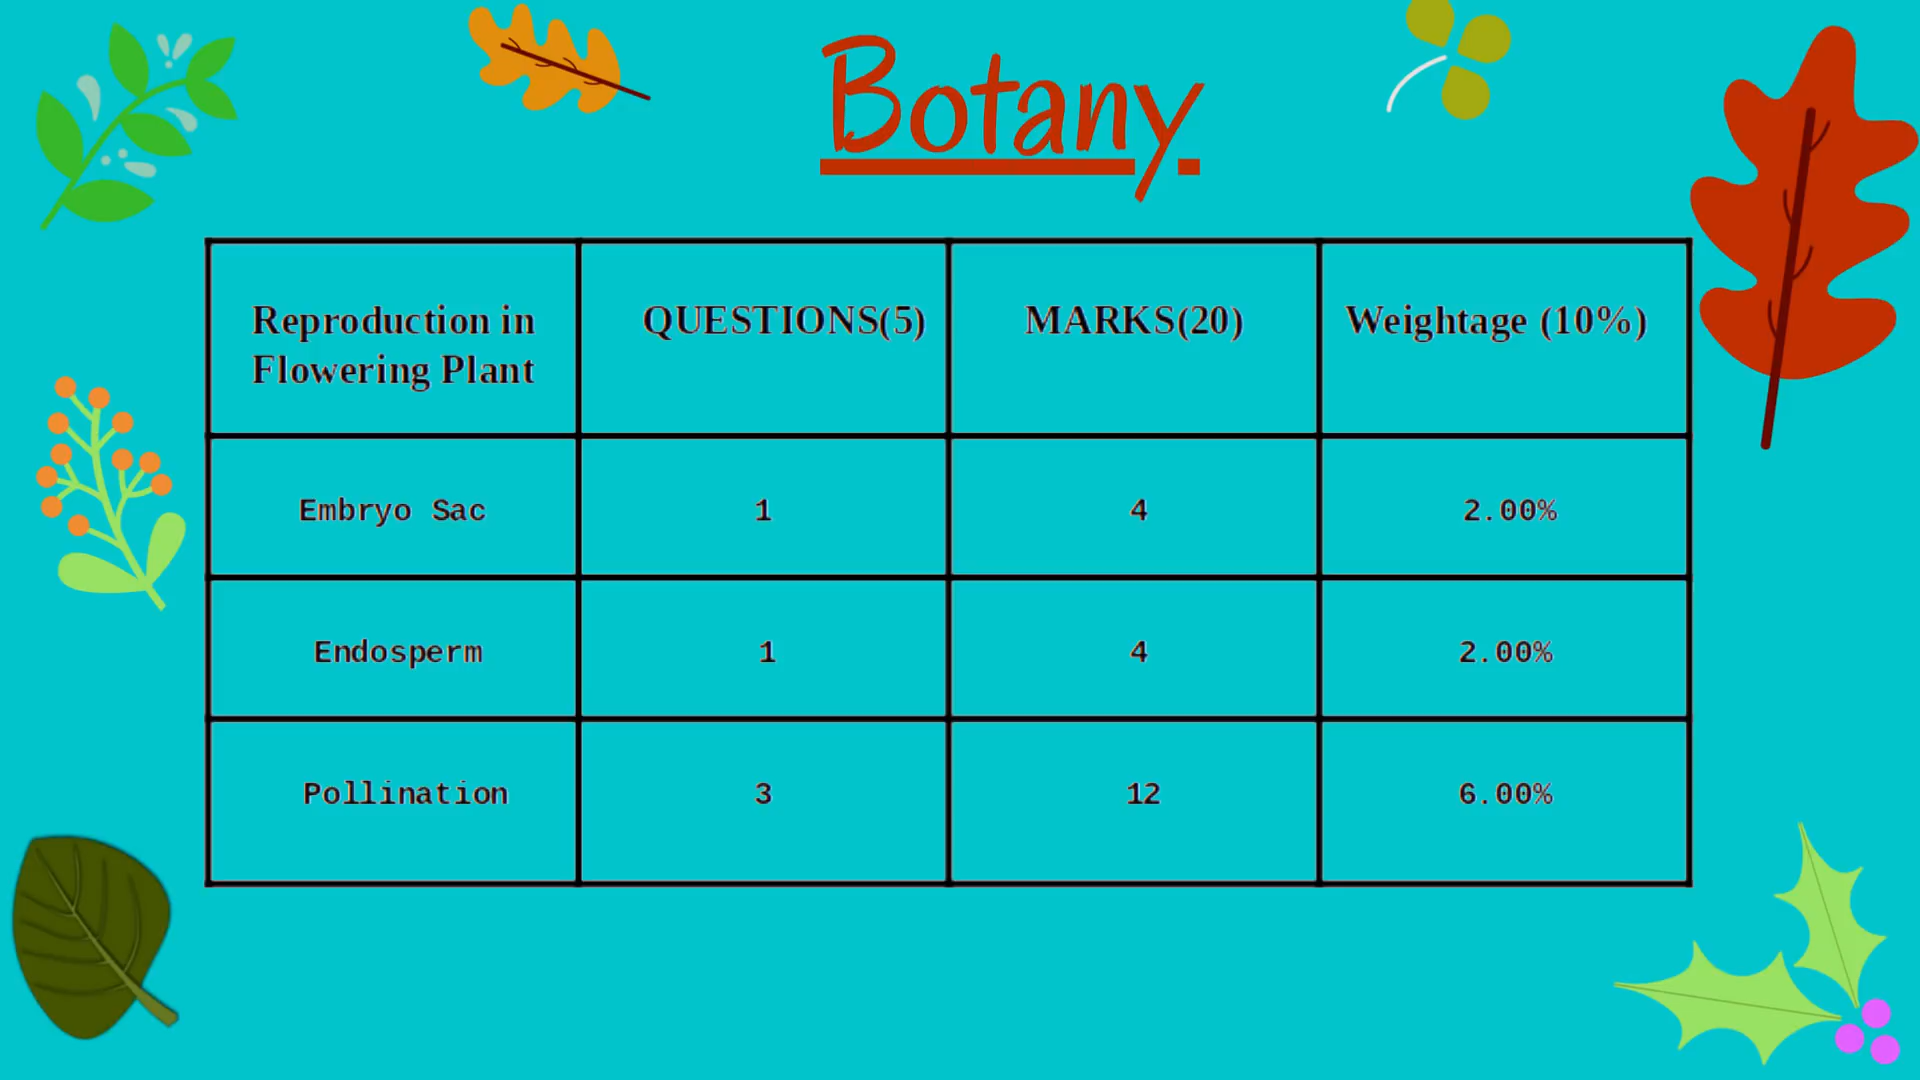 Botany
Reproduction in
Flowering Plant
QUESTIONS(5)
MARKS(20)
Weightage (10%)
Embryo Sac
1
4
2.00%
Endosperm
1
4
2.00%
Pollination
3
12
6.00%